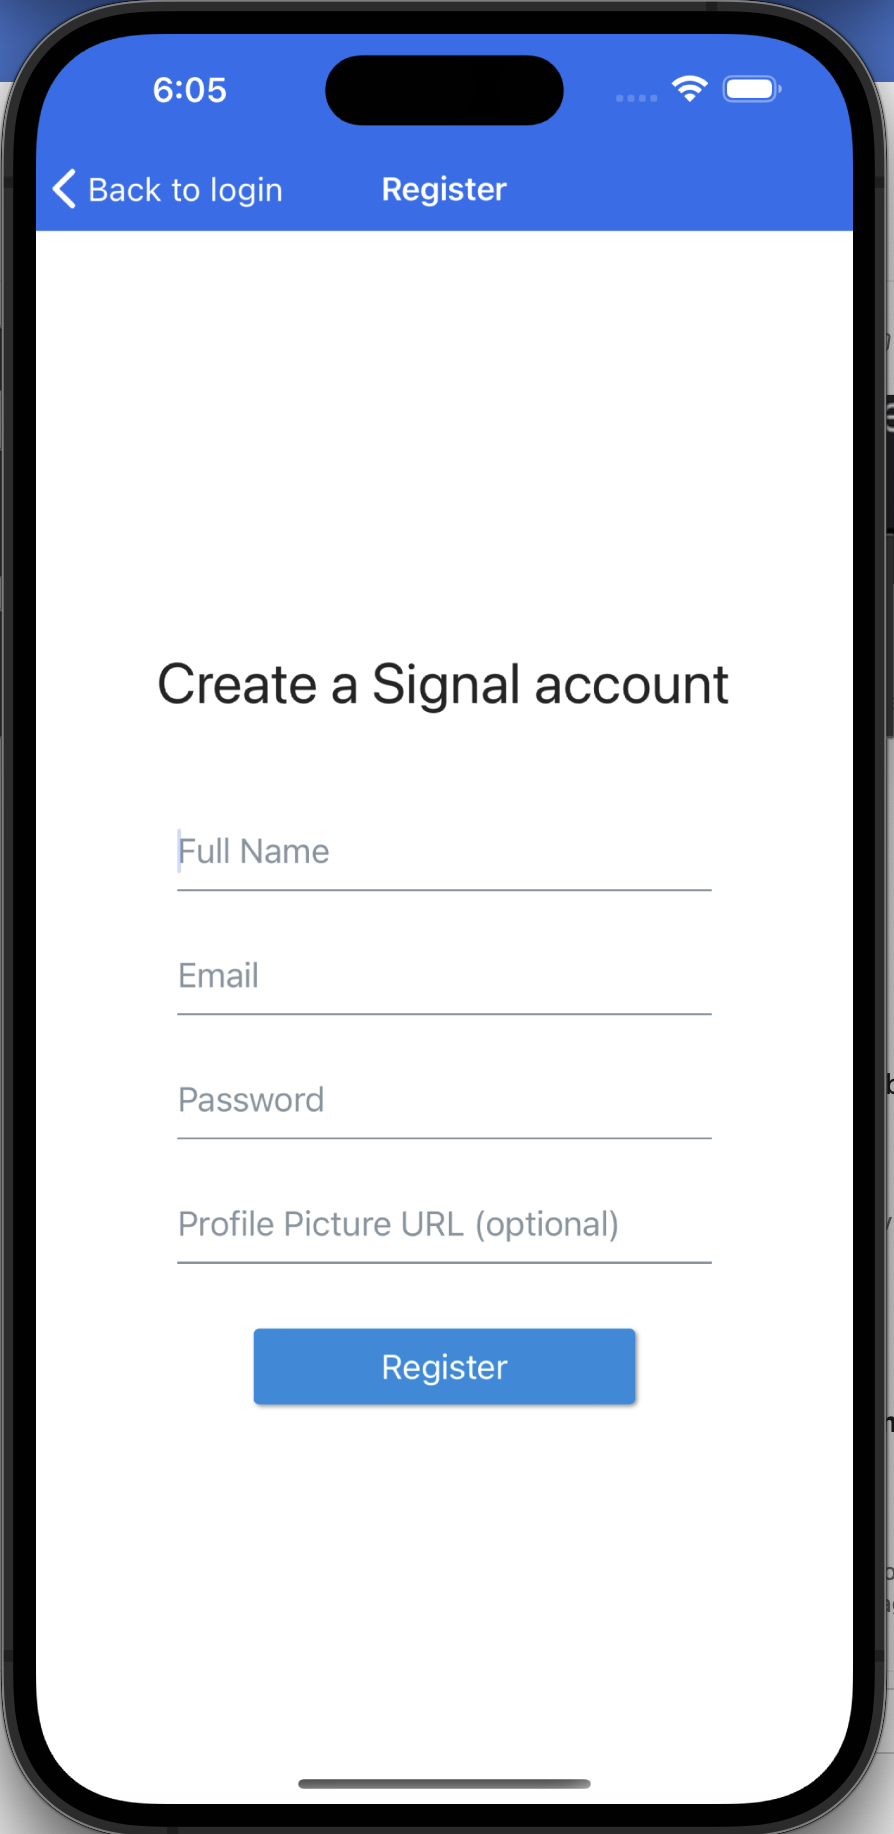 6:05
Back to login
Register
Create a Signal account
Full Name
Email
Password
Profile Picture URL (optional)
Register